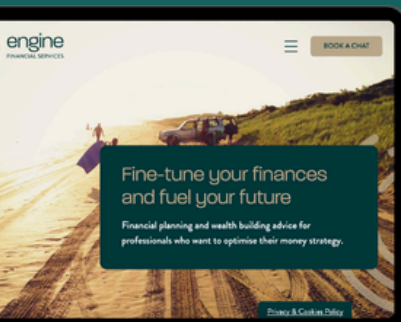 engine
FINANCIAL SERVICES
BOOK A CHAT
Fine-tune your finances
and fuel your future
Financial planning and wealth building advice for
professionals who want to optimise their money strategy.
Privacy & Cookies Policy